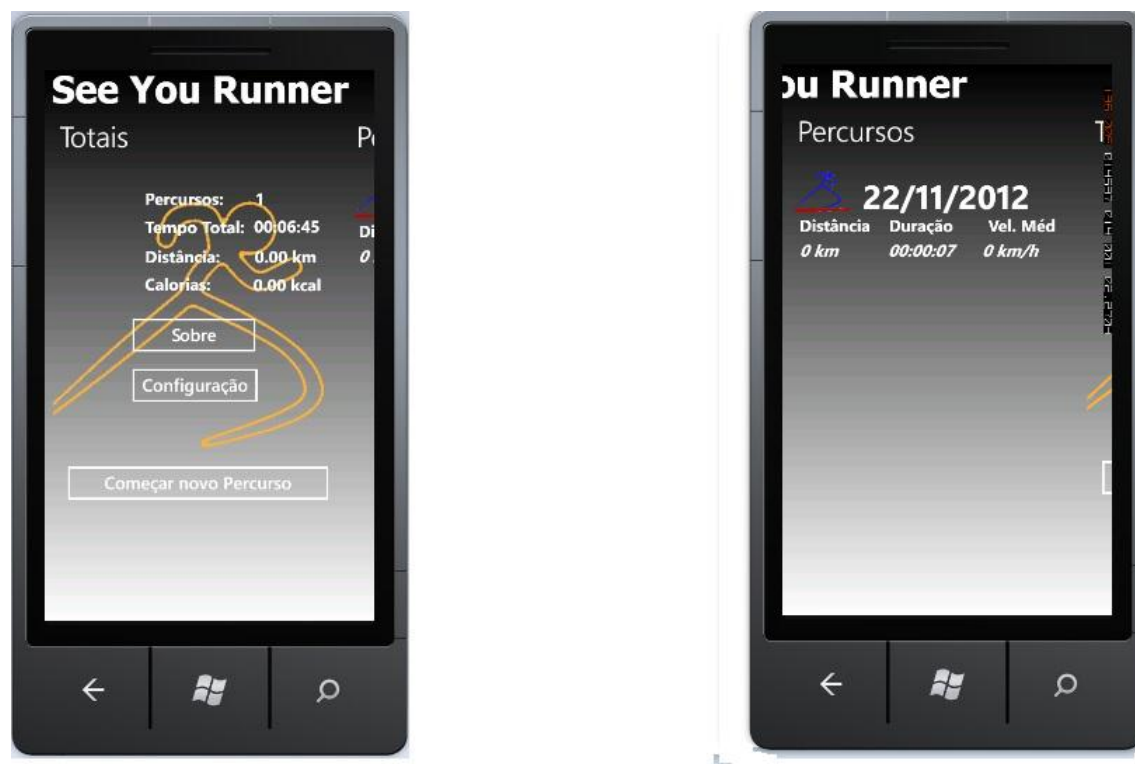 See You Runner
Totais
Percursos: 1
Tempo Total: 00:06:45
Distância: 0.00 km
Calorias: 0.00 kcal
Sobre
Configuração
Começar novo Percurso
ou Runner
Percursos
22/11/2012
Distância Duração Vel. Méd
0 km 00:00:07 0 km/h